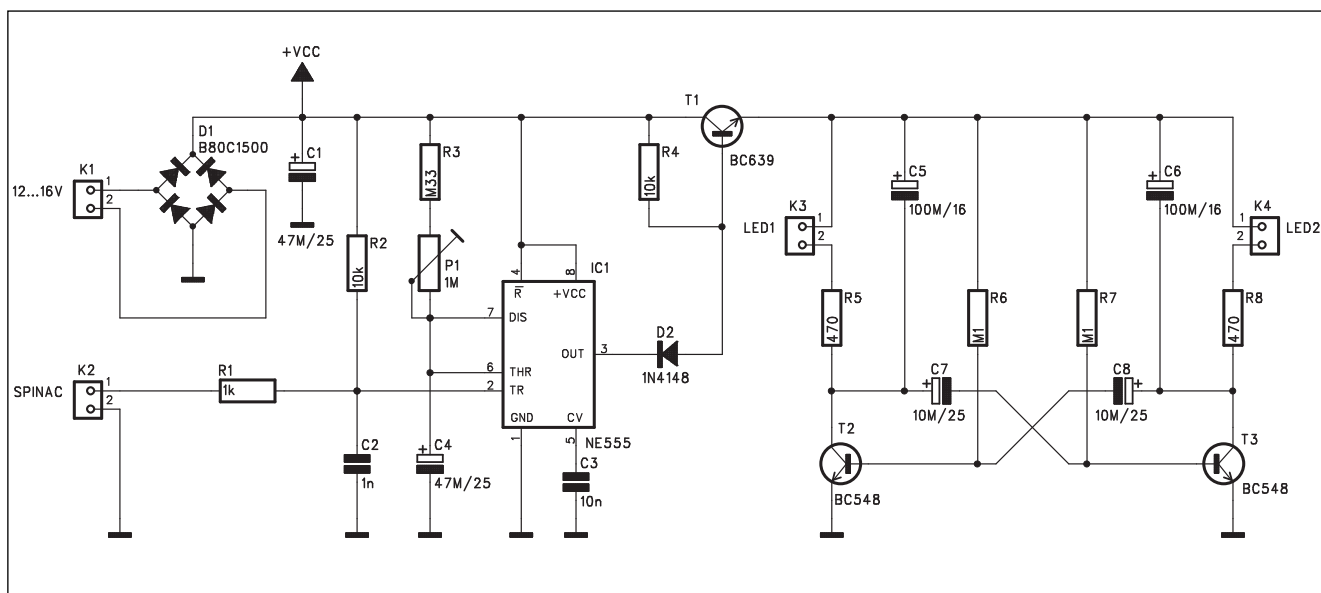 +VCC
D1
B80C1500
C1
47M/25
K1
1
2
12...16V
R2
10k
R3
M33
P1
1M
R4
10k
T1
BC639
IC1
4
8
R
+VCC
7
DIS
OUT
3
6
THR
2
TR
GND
CV
1
5
NE555
D2
1N4148
K2
1
2
SPINAC
R1
1k
C2
1n
C4
47M/25
C3
10n
K3
1
2
LED1
C5
100M/16
C6
100M/16
K4
1
2
LED2
R5
470
R6
M1
R7
M1
R8
470
C7
10M/25
C8
10M/25
T2
BC548
T3
BC548